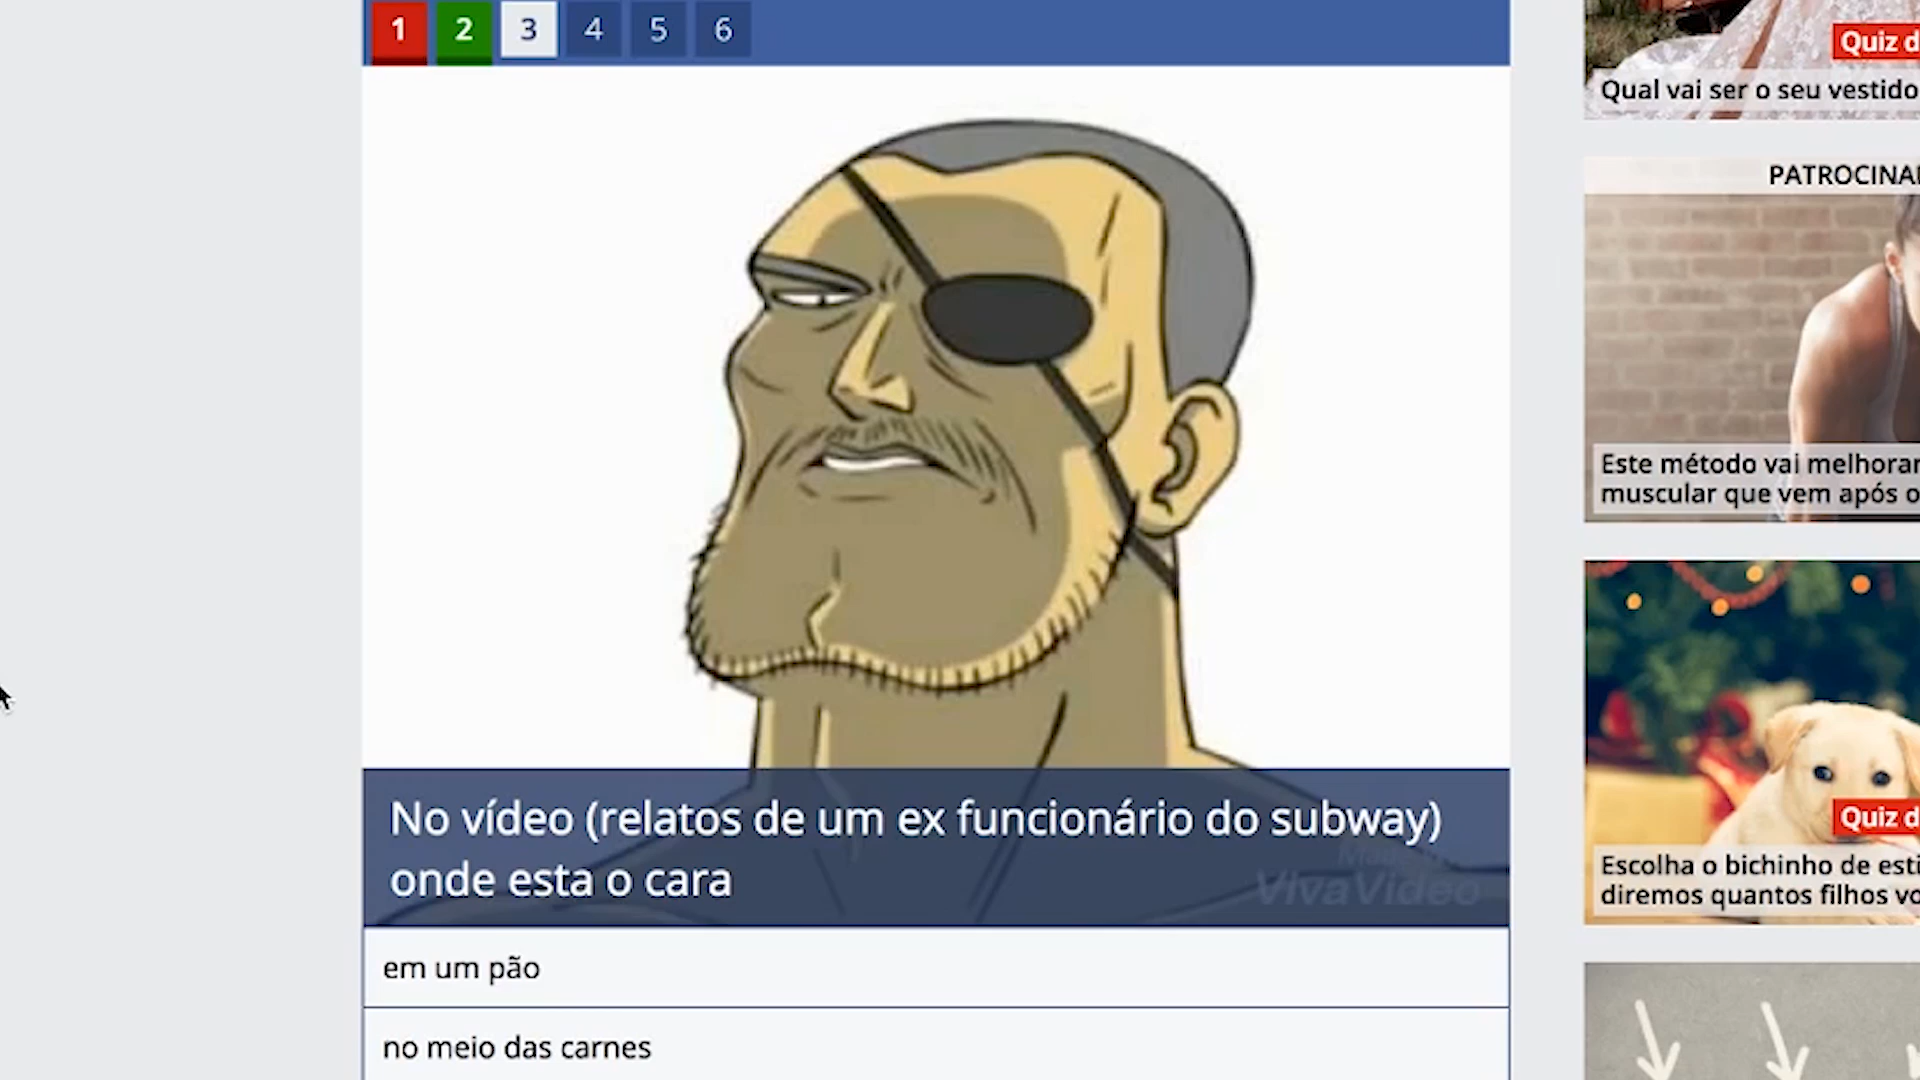 1 2 3 4 5 6
No vídeo (relatos de um ex funcionário do subway)
onde esta o cara
VivaVideo
em um pão
no meio das carnes
Quiz d
Qual vai ser o seu vestido
PATROCINA
Este método vai melhorar
muscular que vem após o
Quiz d
Escolha o bichinho de esti
diremos quantos filhos vo